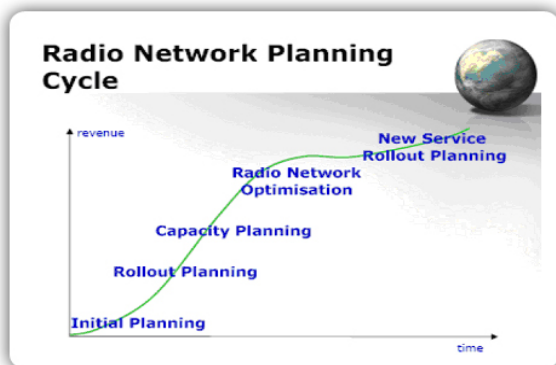 Radio Network Planning
Cycle
revenue
New Service
Rollout Planning
Radio Network
Optimisation
Capacity Planning
Rollout Planning
Initial Planning
time